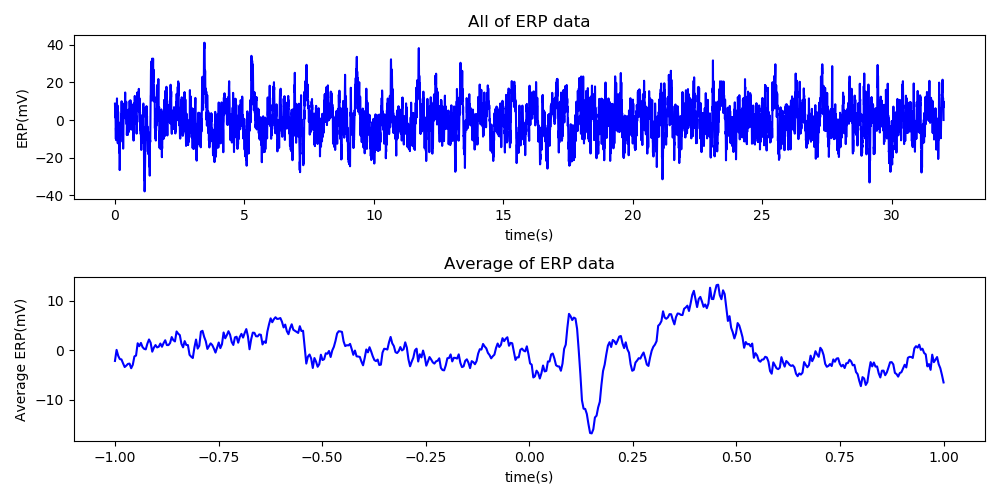 All of ERP data
ERP(mV)
40
20
0
−20
−40
0 5 10 15 20 25 30
time(s)
Average of ERP data
Average ERP(mV)
10
0
−10
−1.00 −0.75 −0.50 −0.25 0.00 0.25 0.50 0.75 1.00
time(s)